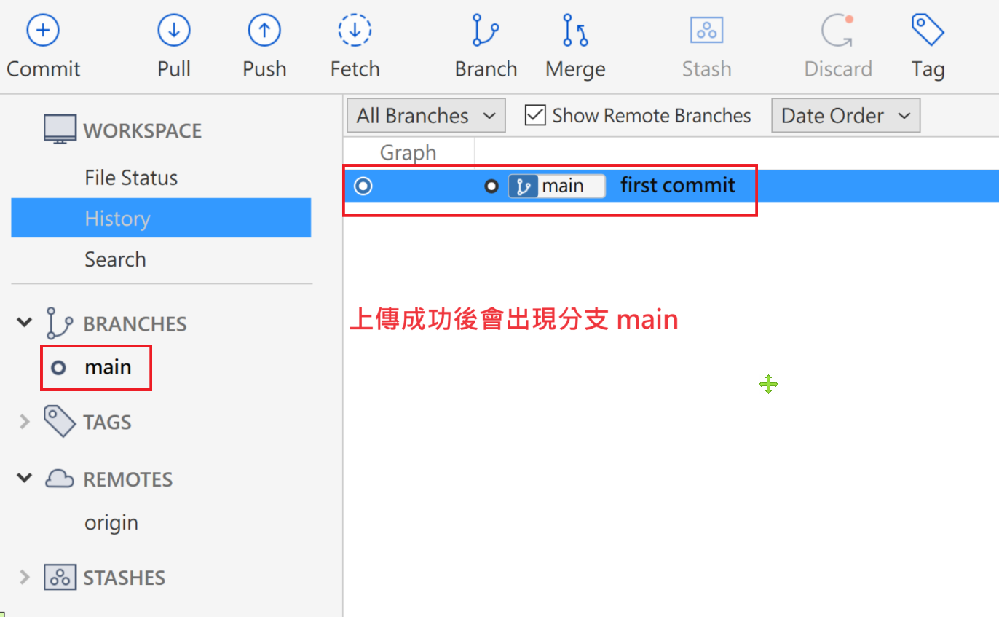 Commit Pull Push Fetch Branch Merge Stash Discard Tag
WORKSPACE
File Status
History
Search
BRANCHES
main
TAGS
REMOTES
origin
STASHES
All Branches Show Remote Branches Date Order
Graph
main first commit
上傳成功後會出現分支 main